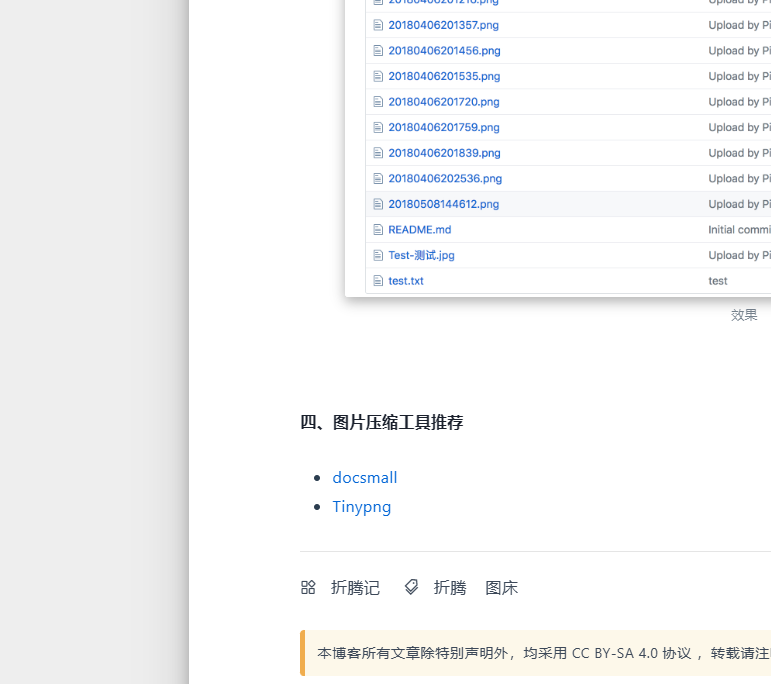 20180406201216.png Upload by Pi
20180406201357.png Upload by Pi
20180406201456.png Upload by Pi
20180406201535.png Upload by Pi
20180406201720.png Upload by Pi
20180406201759.png Upload by Pi
20180406201839.png Upload by Pi
20180406202536.png Upload by Pi
20180508144612.png Upload by Pi
README.md Initial commi
Test-测试.jpg Upload by Pi
test.txt test
效果
四、图片压缩工具推荐
docsmall
Tinypng
折腾记 折腾 图床
本博客所有文章除特别声明外，均采用 CC BY-SA 4.0 协议 ，转载请注